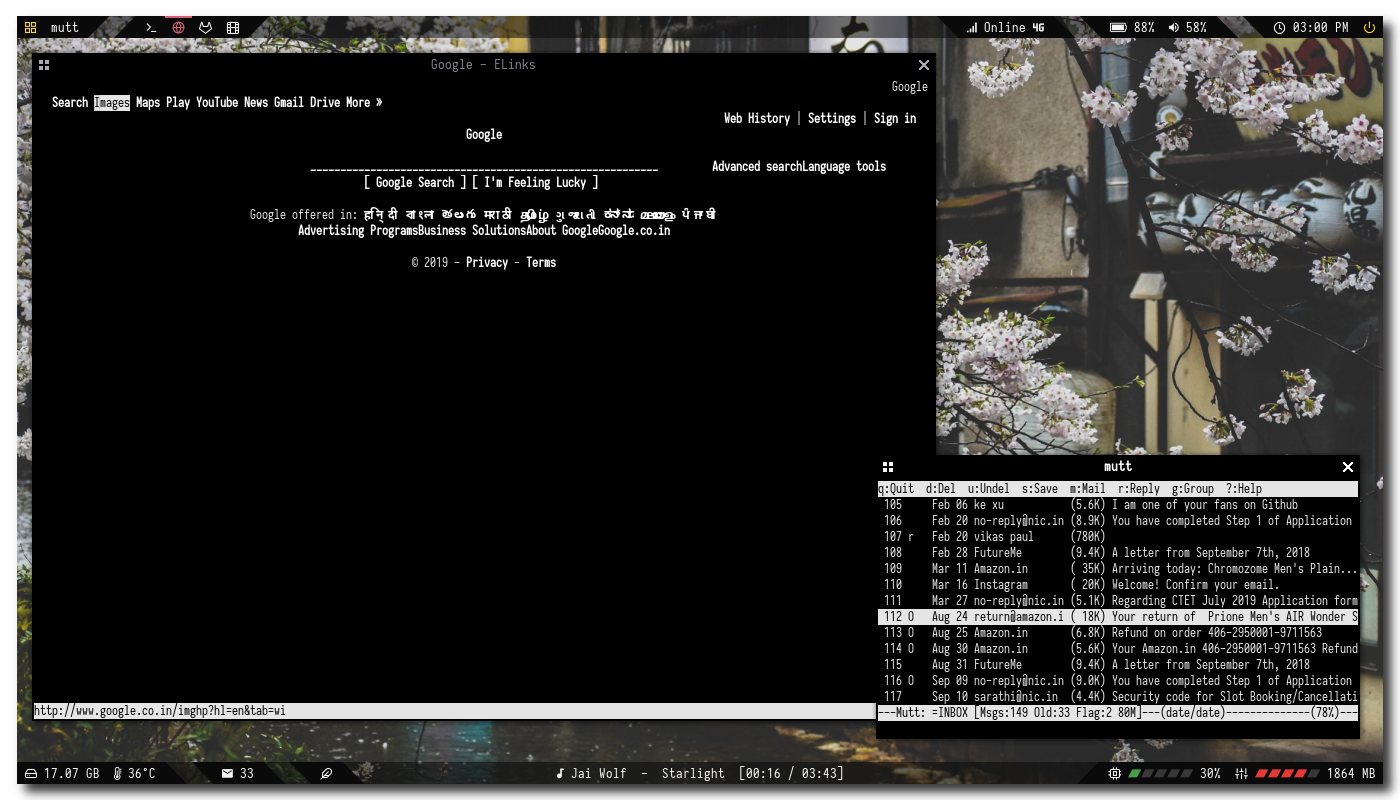 mutt
Online 4G
88%
58%
03:00 PM
Google - ELinks
Google
Search Images Maps Play YouTube News Gmail Drive More »
Web History | Settings | Sign in
Google
Advanced searchLanguage tools
[ Google Search ] [ I'm Feeling Lucky ]
Google offered in: हिन्दी বাংলা తెలుగు मराठी தமிழ் ગુજરાતી ಕನ್ನಡ മലയാളം ਪੰਜਾਬੀ
Advertising ProgramsBusiness SolutionsAbout GoogleGoogle.co.in
© 2019 - Privacy - Terms
http://www.google.co.in/imghp?hl=en&tab=wi
mutt
q:Quit d:Del u:Undel s:Save m:Mail r:Reply g:Group ?:Help
105 Feb 06 ke xu (5.6K) I am one of your fans on Github
106 Feb 20 no-reply@nic.in (8.9K) You have completed Step 1 of Application
107 r Feb 20 vikas paul (780K)
108 Feb 28 FutureMe (9.4K) A letter from September 7th, 2018
109 Mar 11 Amazon.in ( 35K) Arriving today: Chromozome Men's Plain...
110 Mar 16 Instagram ( 20K) Welcome! Confirm your email.
111 Mar 27 no-reply@nic.in (5.1K) Regarding CTET July 2019 Application form
112 O Aug 24 return@amazon.i ( 18K) Your return of Prione Men's AIR Wonder S
113 O Aug 25 Amazon.in (6.8K) Refund on order 406-2950001-9711563
114 O Aug 30 Amazon.in (5.6K) Your Amazon.in 406-2950001-9711563 Refund
115 Aug 31 FutureMe (9.4K) A letter from September 7th, 2018
116 O Sep 09 no-reply@nic.in (9.0K) You have completed Step 1 of Application
117 Sep 10 sarathi@nic.in (4.4K) Security code for Slot Booking/Cancellati
---Mutt: =INBOX [Msgs:149 Old:33 Flag:2 80M]---(date/date)--------------(78%)---
17.07 GB
36°C
33
Jai Wolf - Starlight [00:16 / 03:43]
30%
1864 MB